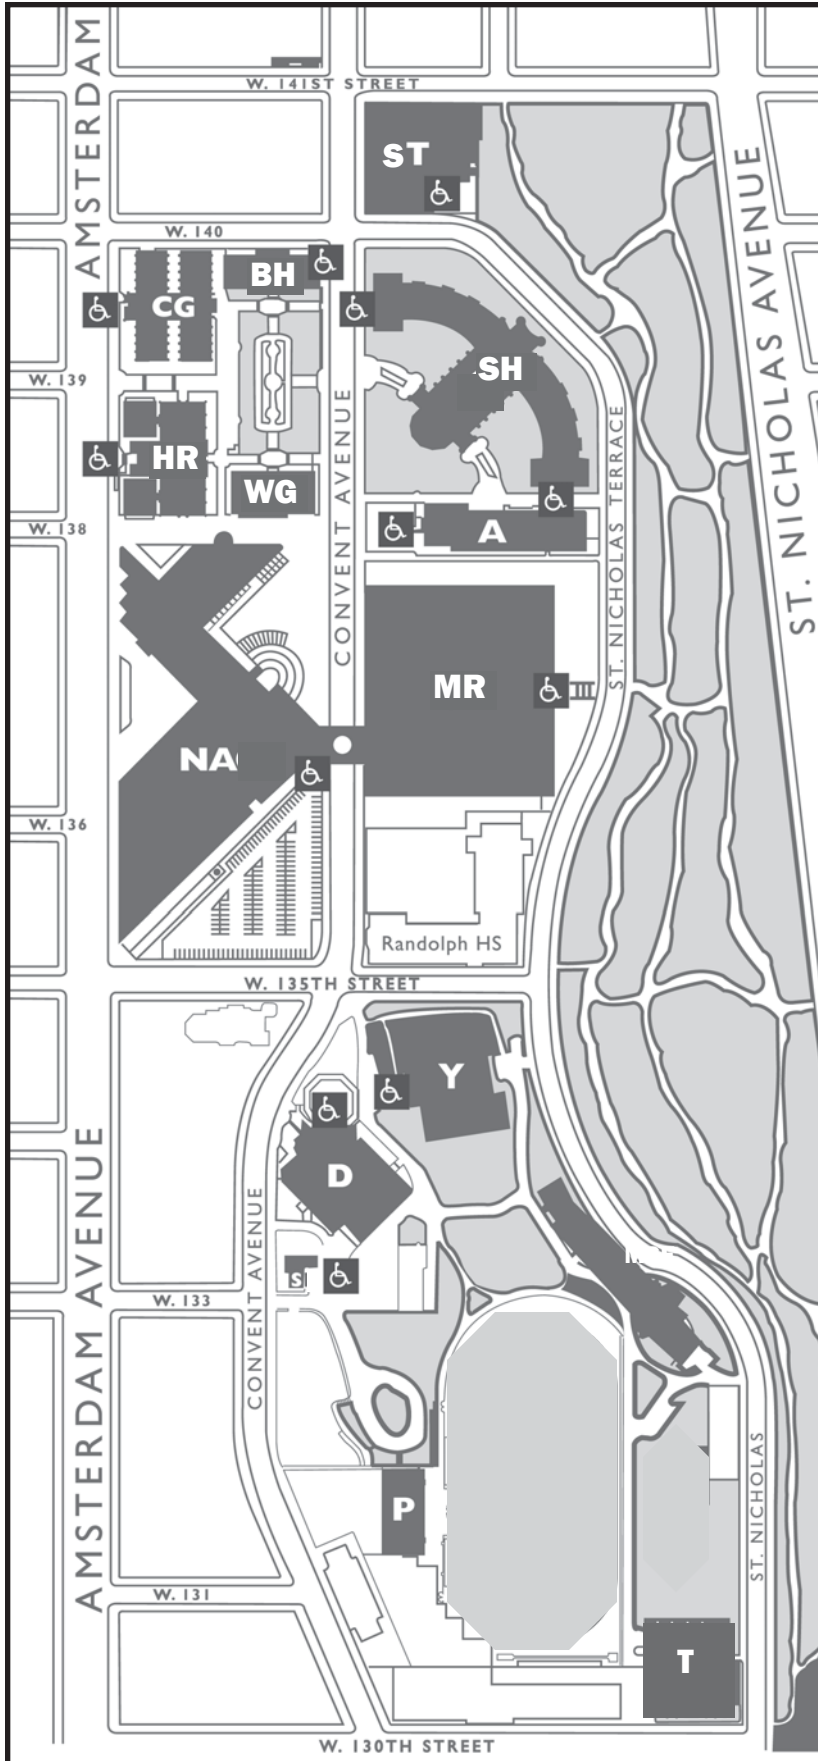 AMSTERDAM
W. 141ST STREET
ST
ST. NICHOLAS AVENUE
W. 140
BH
CG
SH
W. 139
CONVENT AVENUE
ST. NICHOLAS TERRACE
HR
WG
W. 138
A
MR
NA
W. 136
Randolph HS
W. 135TH STREET
Y
D
AMSTERDAM AVENUE
CONVENT AVENUE
S
W. 133
P
ST. NICHOLAS
W. 131
T
W. 130TH STREET